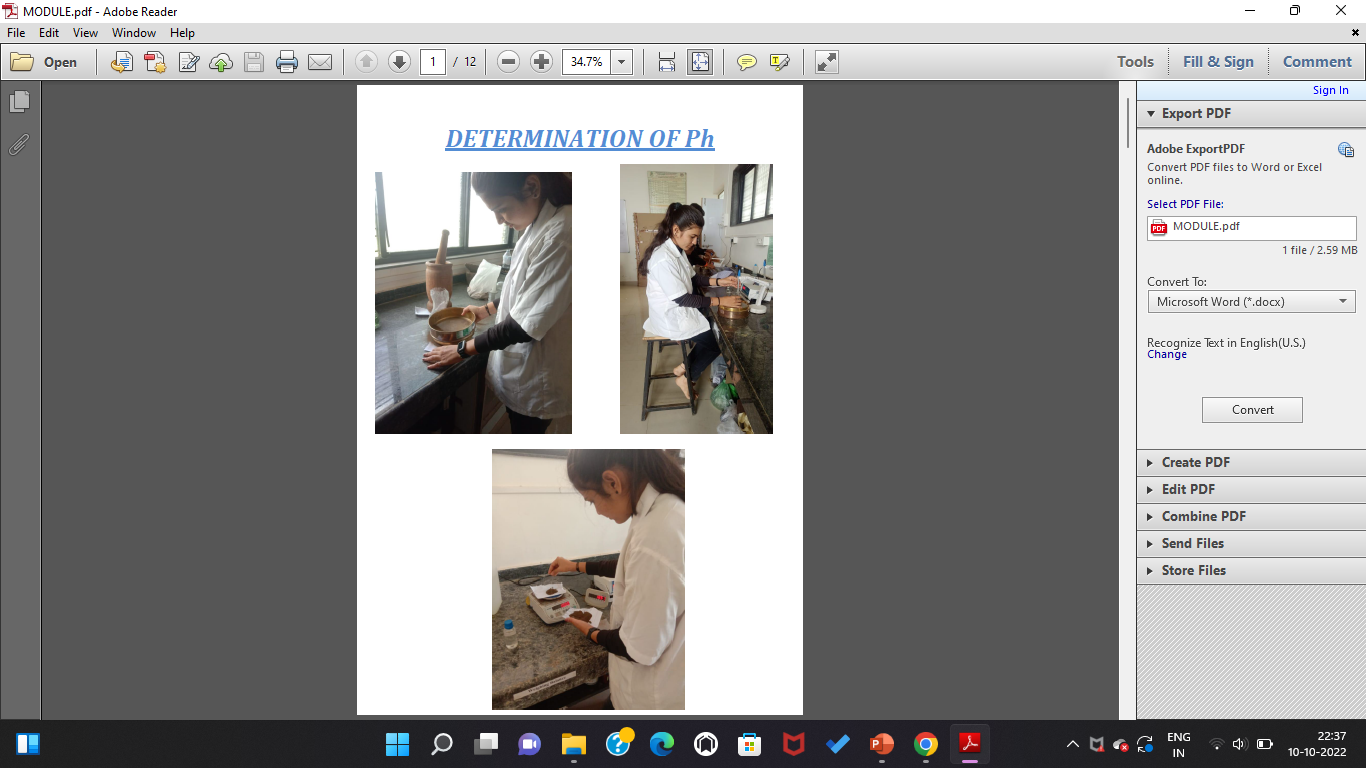 MODULE.pdf - Adobe Reader
File Edit View Window Help
Open 1 / 12 34.7% Tools Fill & Sign Comment
Sign In
DETERMINATION OF Ph
Export PDF
Adobe ExportPDF
Convert PDF files to Word or Excel
online.
Select PDF File:
PDF MODULE.pdf
1 file / 2.59 MB
Convert To:
Microsoft Word (*.docx)
Recognize Text in English(U.S.)
Change
Convert
Create PDF
Edit PDF
Combine PDF
Send Files
Store Files
ENG
IN
22:37
10-10-2022